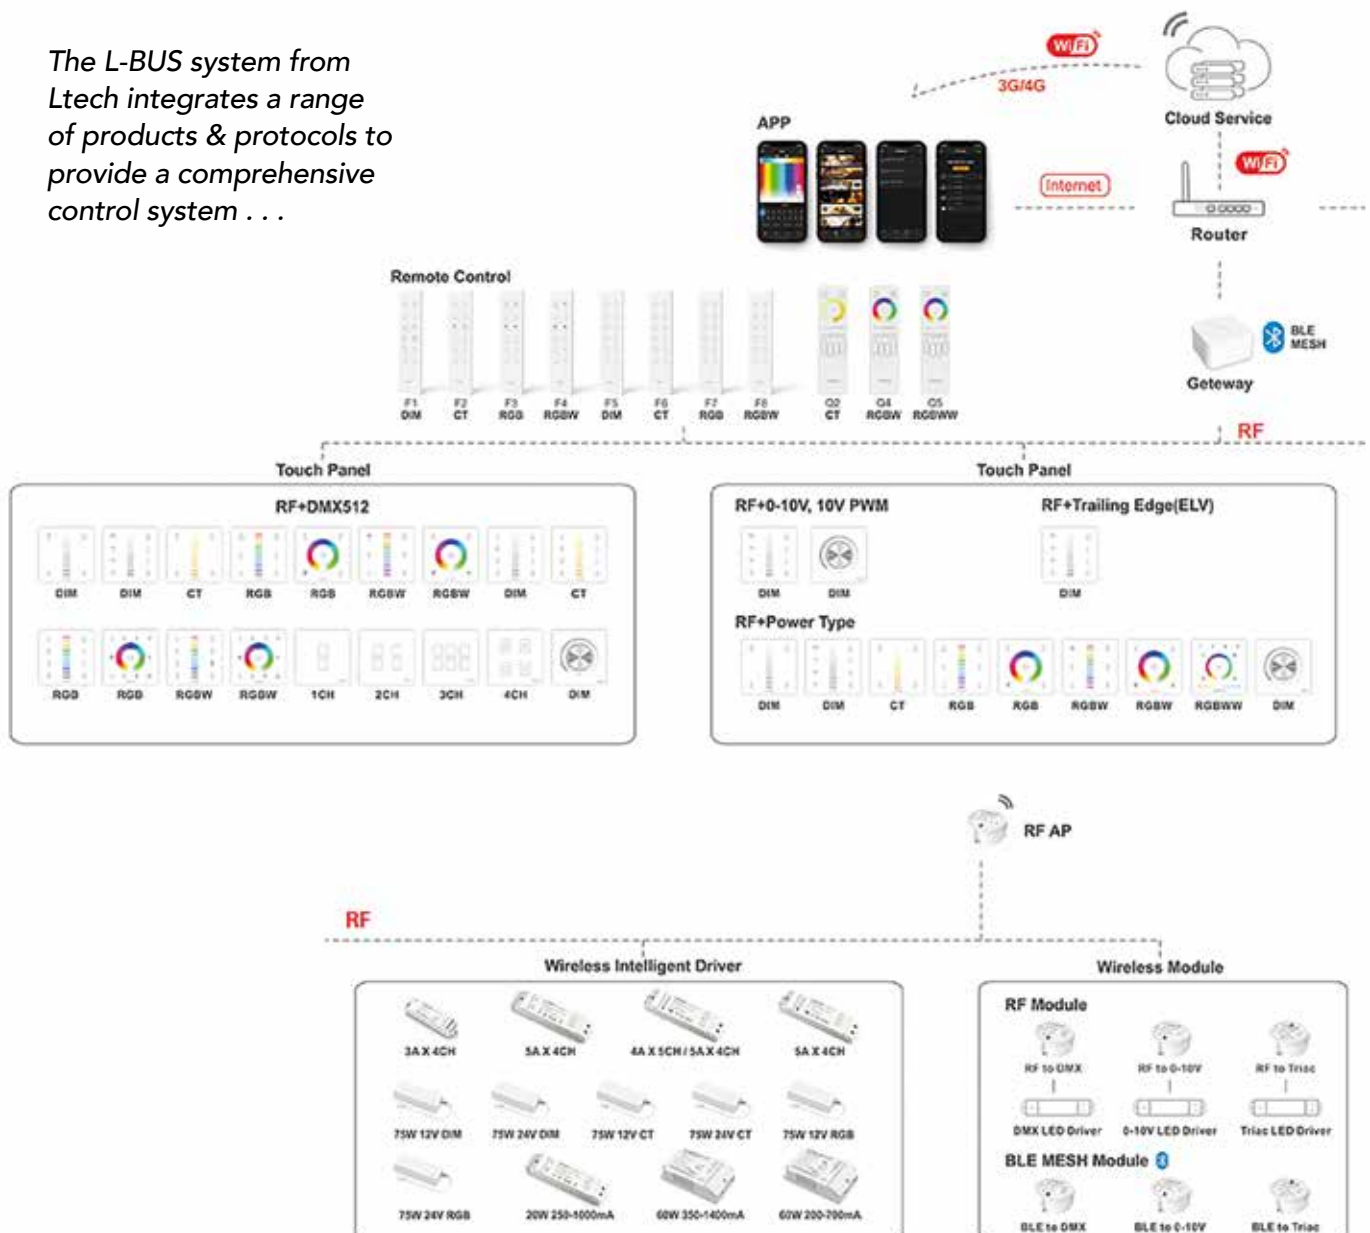 The L-BUS system from
Ltech integrates a range
of products & protocols to
provide a comprehensive
control system . . .
WiFi
3G/4G
Cloud Service
APP
WiFi
Internet
Router
Remote Control
BLE
MESH
Geteway
F1 F2 F3 F4 F5 F6 F7 F8 Q2 Q4 Q5
DIM CT RGB RGBW DIM CT RGB RGBW CT RGBW RGBWW
RF
Touch Panel
RF+DMX512
DIM DIM CT RGB RGB RGBW RGBW DIM CT
RGB RGB RGBW RGBW 1CH 2CH 3CH 4CH DIM
Touch Panel
RF+0-10V, 10V PWM
RF+Trailing Edge(ELV)
DIM DIM DIM
RF+Power Type
DIM DIM CT RGB RGB RGBW RGBW RGBWW DIM
RF AP
RF
Wireless Intelligent Driver
3A X 4CH 5A X 4CH 4A X 5CH / 5A X 4CH 5A X 4CH
75W 12V DIM 75W 24V DIM 75W 12V CT 75W 24V CT 75W 12V RGB
75W 24V RGB 20W 250-1000mA 60W 350-1400mA 60W 200-700mA
Wireless Module
RF Module
RF to DMX RF to 0-10V RF to Triac
DMX LED Driver 0-10V LED Driver Triac LED Driver
BLE MESH Module
BLE to DMX BLE to 0-10V BLE to Triac